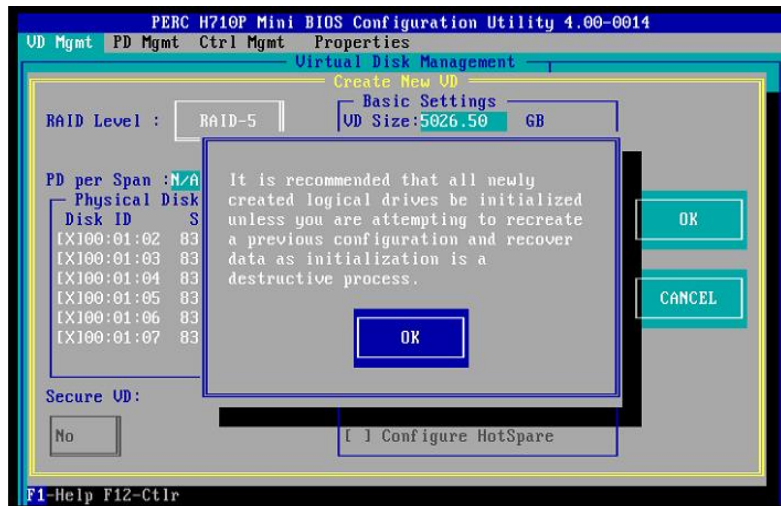 PERC H710P Mini BIOS Configuration Utility 4.00-0014
VD Mgmt PD Mgmt Ctrl Mgmt Properties
Virtual Disk Management
Create New VD
Basic Settings
RAID Level : RAID-5
VD Size:5026.50 GB
PD per Span :N/A
Physical Disk
Disk ID S
[X]00:01:02 83
[X]00:01:03 83
[X]00:01:04 83
[X]00:01:05 83
[X]00:01:06 83
[X]00:01:07 83
It is recommended that all newly
created logical drives be initialized
unless you are attempting to recreate
a previous configuration and recover
data as initialization is a
destructive process.
OK
OK
CANCEL
Secure VD:
No
[ ] Configure HotSpare
F1-Help F12-Ctlr